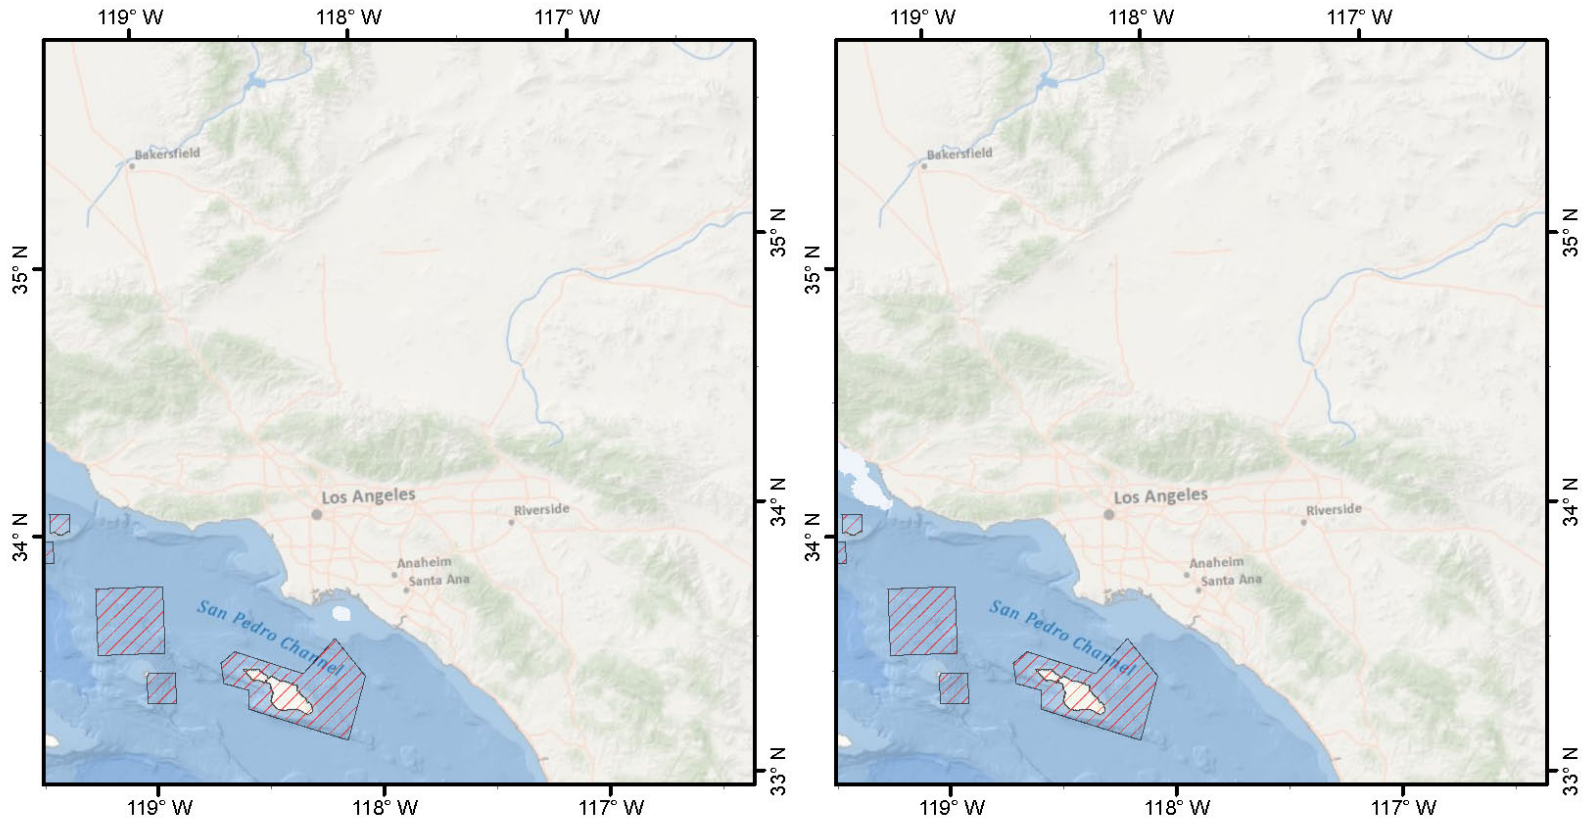 119° W 118° W 117° W 119° W 118° W 117° W
Bakersfield Bakersfield
35° N 35° N 35° N 35° N
Los Angeles Los Angeles
34° N 34° N
Riverside Riverside
34° N 34° N
Anaheim Anaheim
Santa Ana Santa Ana
San Pedro Channel San Pedro Channel
33° N 33° N
119° W 118° W 117° W 119° W 118° W 117° W